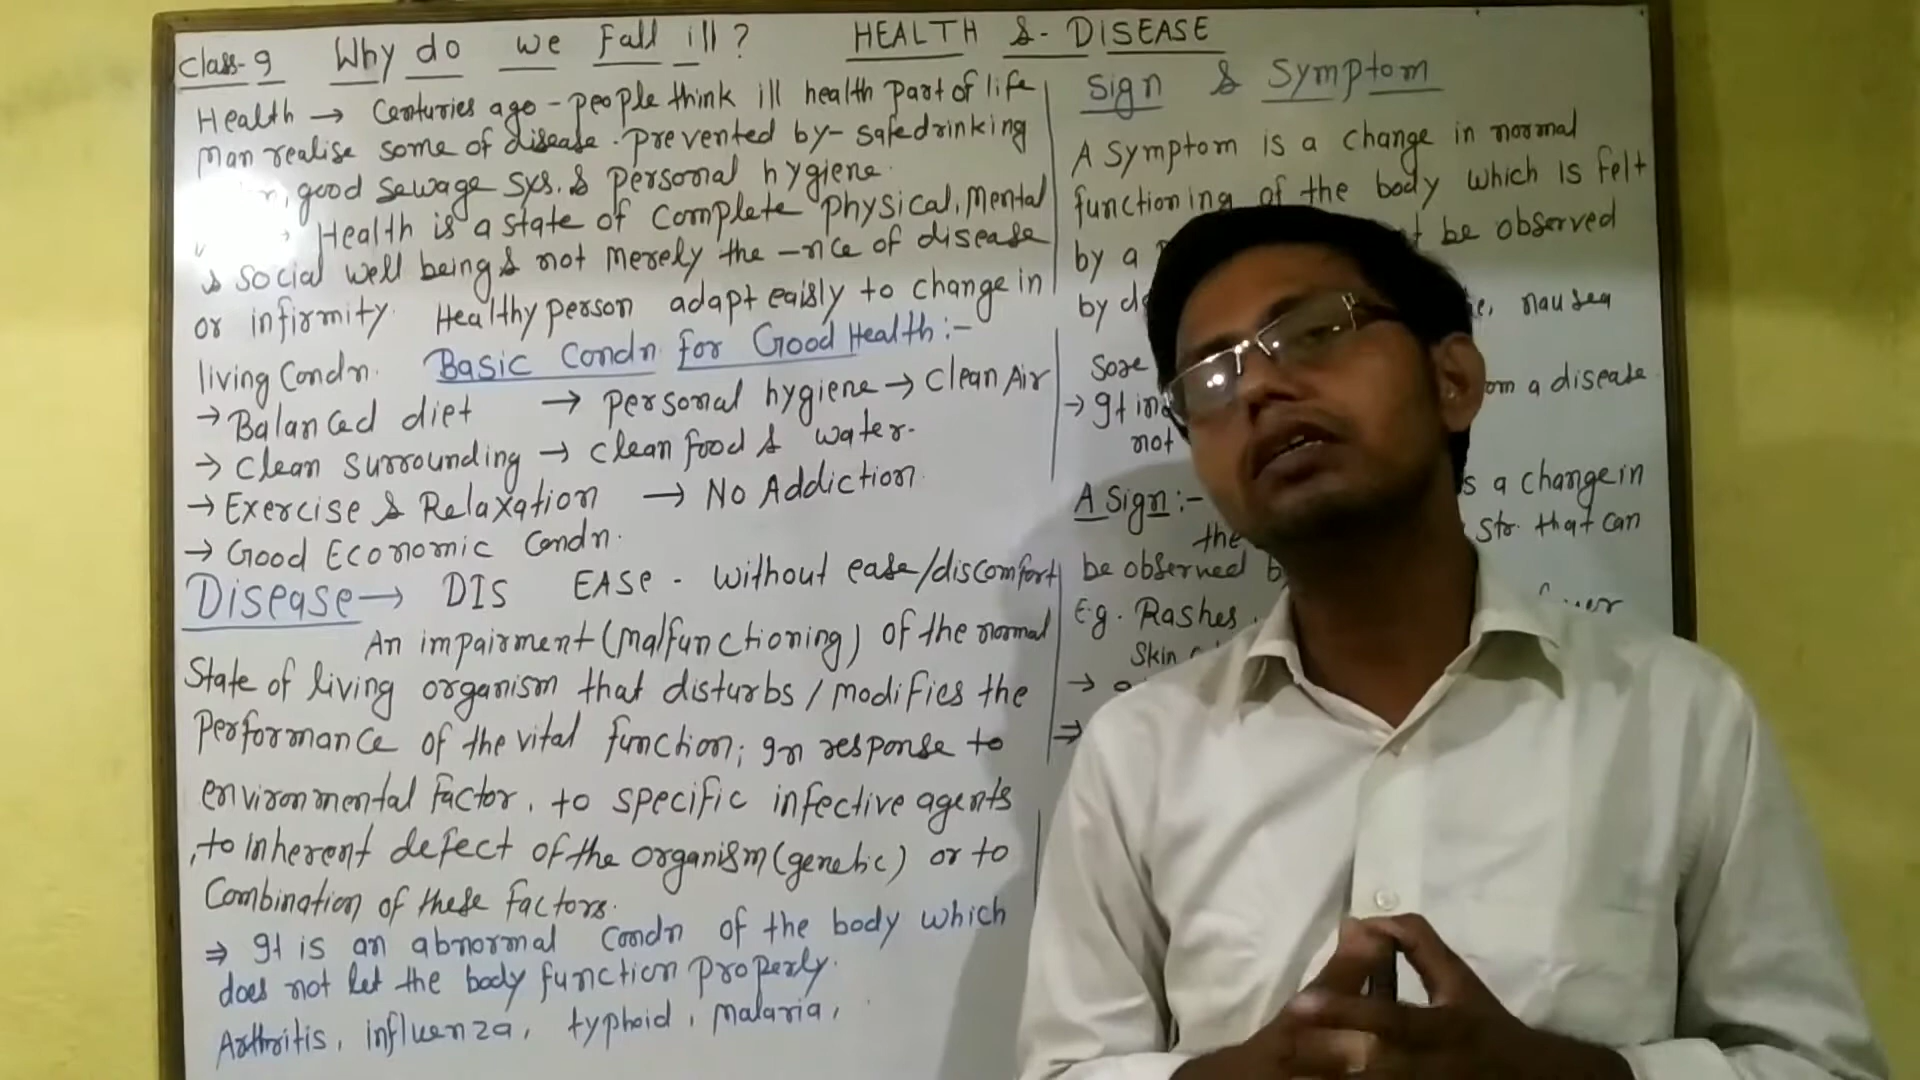 Class-9 Why do we Fall ill? HEALTH & DISEASE
Health → Centuries ago - people think ill health part of life
Man realise some of disease. prevented by - safe drinking
good sewage sys. & personal hygiene.
Health is a state of complete physical, Mental
& social well being & not merely the -nce of disease
or infirmity. Healthy person adapt eaisly to change in
living Condn. Basic Condn for Good Health :-
→ Balanced diet → personal hygiene → Clean Air
→ Clean surrounding → clean food & water.
→ Exercise & Relaxation → No Addiction
→ Good Economic Condn.
Disease → DIS EASE - without ease/discomfort
An impairment (malfunctioning) of the normal
State of living organism that disturbs / modifies the
Performance of the vital function; In response to
environmental factor, to specific infective agents
, to inherent defect of the organism (genetic) or to
Combination of these factors.
⇒ It is an abnormal Condn of the body which
does not let the body function properly.
Arthritis, influenza, typhoid, malaria,
Sign & Symptom
A Symptom is a change in normal
functioning of the body which is felt
by a be observed
by nausea
Sore
→ It a disease
not
A Sign :- s a change in
the str. that can
be observed
E.g. Rashes
Skin
→
⇒